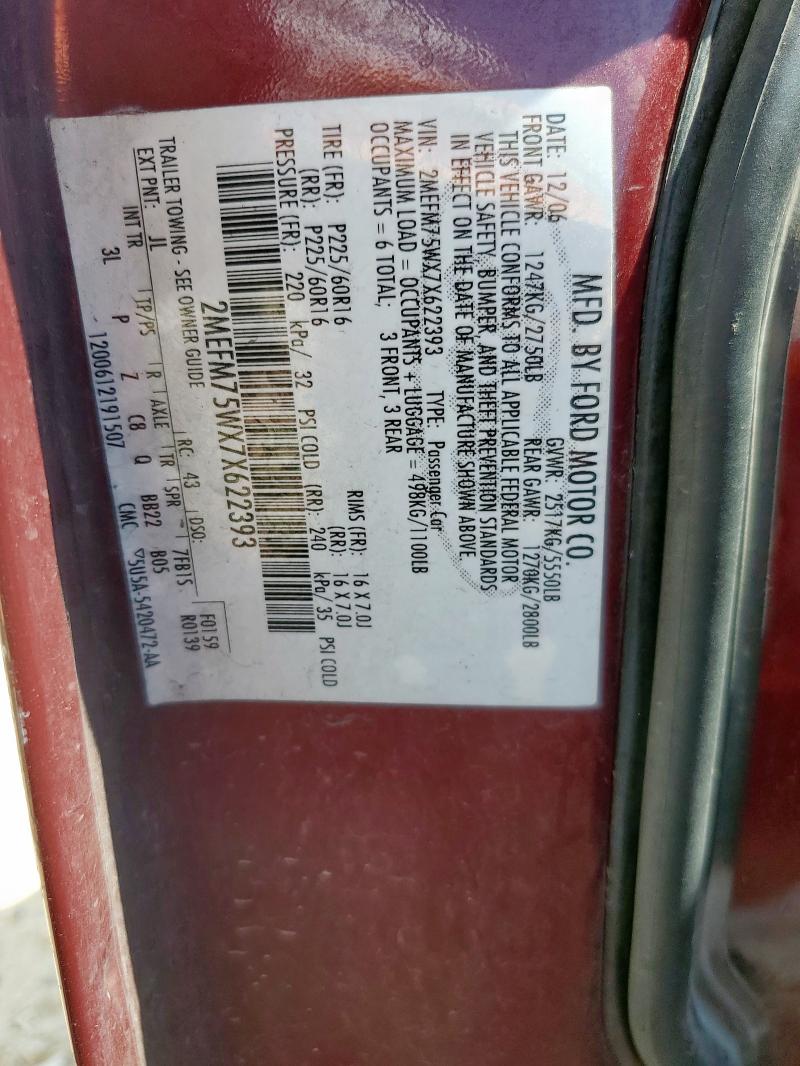 MFD. BY FORD MOTOR CO.
DATE: 12/06 GVWR: 2517KG/5550LB
FRONT GAWR: 1247KG/2750LB REAR GAWR: 1270KG/2800LB
THIS VEHICLE CONFORMS TO ALL APPLICABLE FEDERAL MOTOR
VEHICLE SAFETY, BUMPER, AND THEFT PREVENTION STANDARDS
IN EFFECT ON THE DATE OF MANUFACTURE SHOWN ABOVE
VIN: 2MEFM75WX7X622393 TYPE: Passenger Car
MAXIMUM LOAD = OCCUPANTS + LUGGAGE = 498KG/1100LB
OCCUPANTS = 6 TOTAL, 3 FRONT, 3 REAR
TIRE (FR): P225/60R16 RIMS (FR): 16 X 7.0J
(RR): P225/60R16 (RR): 16 X 7.0J
PRESSURE (FR): 220 kPa/ 32 PSI COLD (RR): 240 kPa/ 35 PSI COLD
2MEFM75WX7X622393
TRAILER TOWING - SEE OWNER GUIDE F0159
EXT PNT: JL RC: 43 DSO: R0139
INT TR TP/PS R AXLE TR SPR - 7FB15
3L P Z C8 Q BB22 B05
1200612191507 CMC ▽5U5A-5420472-AA